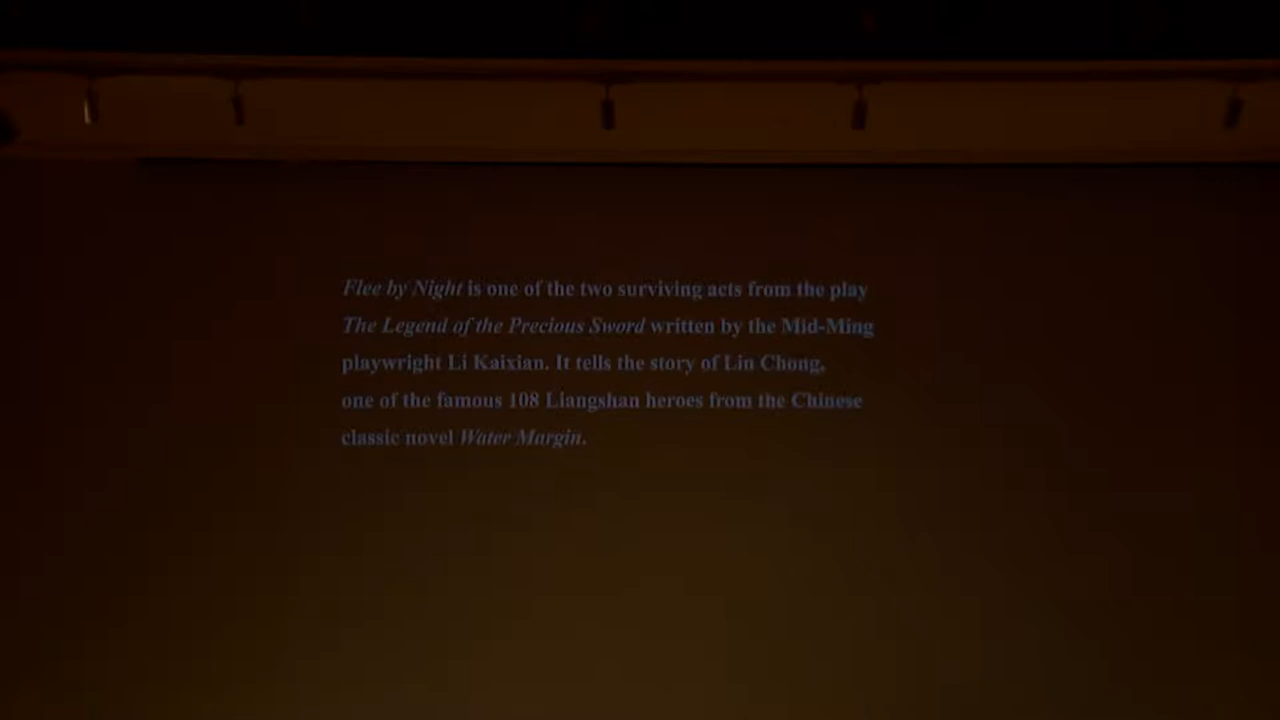 Flee by Night is one of the two surviving acts from the play
The Legend of the Precious Sword written by the Mid-Ming
playwright Li Kaixian. It tells the story of Lin Chong,
one of the famous 108 Liangshan heroes from the Chinese
classic novel Water Margin.